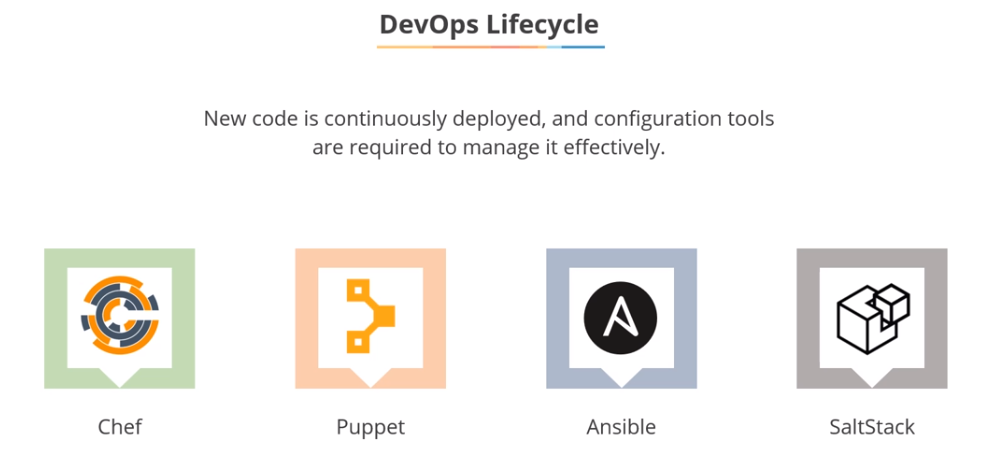 DevOps Lifecycle
New code is continuously deployed, and configuration tools
are required to manage it effectively.
Chef
Puppet
Ansible
SaltStack